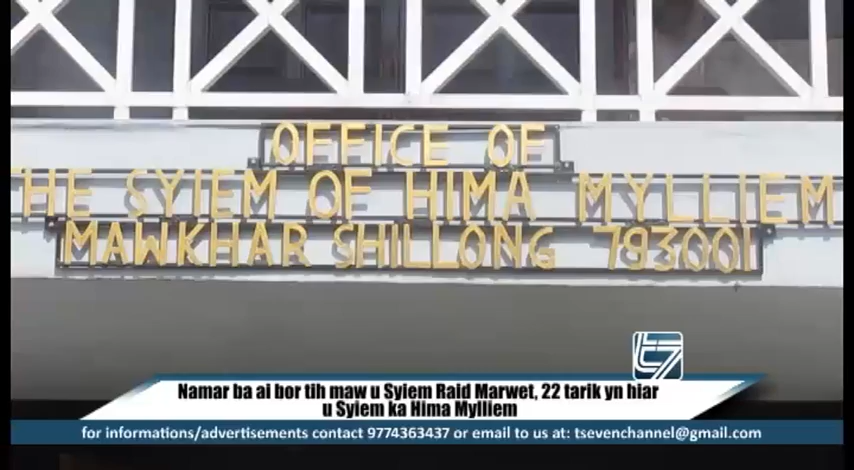 OFFICE OF
THE SYIEM OF HIMA MYLLIEM
MAWKHAR SHILLONG 793001
T7
Namar ba ai bor tih maw u Syiem Raid Marwet, 22 tarik yn hiar
u Syiem ka Hima Mylliem
for informations/advertisements contact 9774363437 or email to us at: tsevenchannel@gmail.com